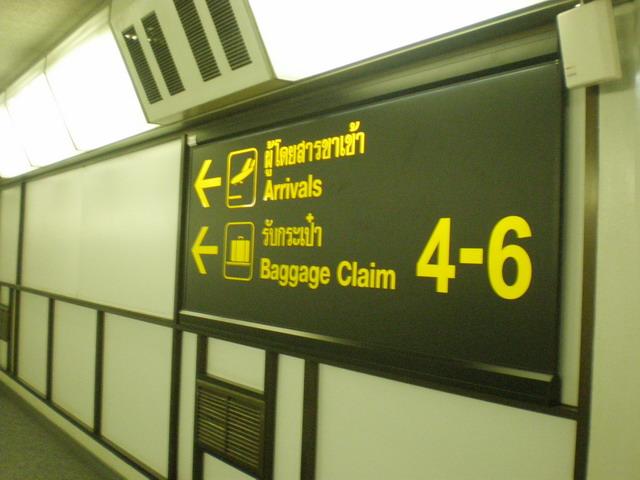 ผู้โดยสารขาเข้า
Arrivals
รับกระเป๋า
Baggage Claim 4-6